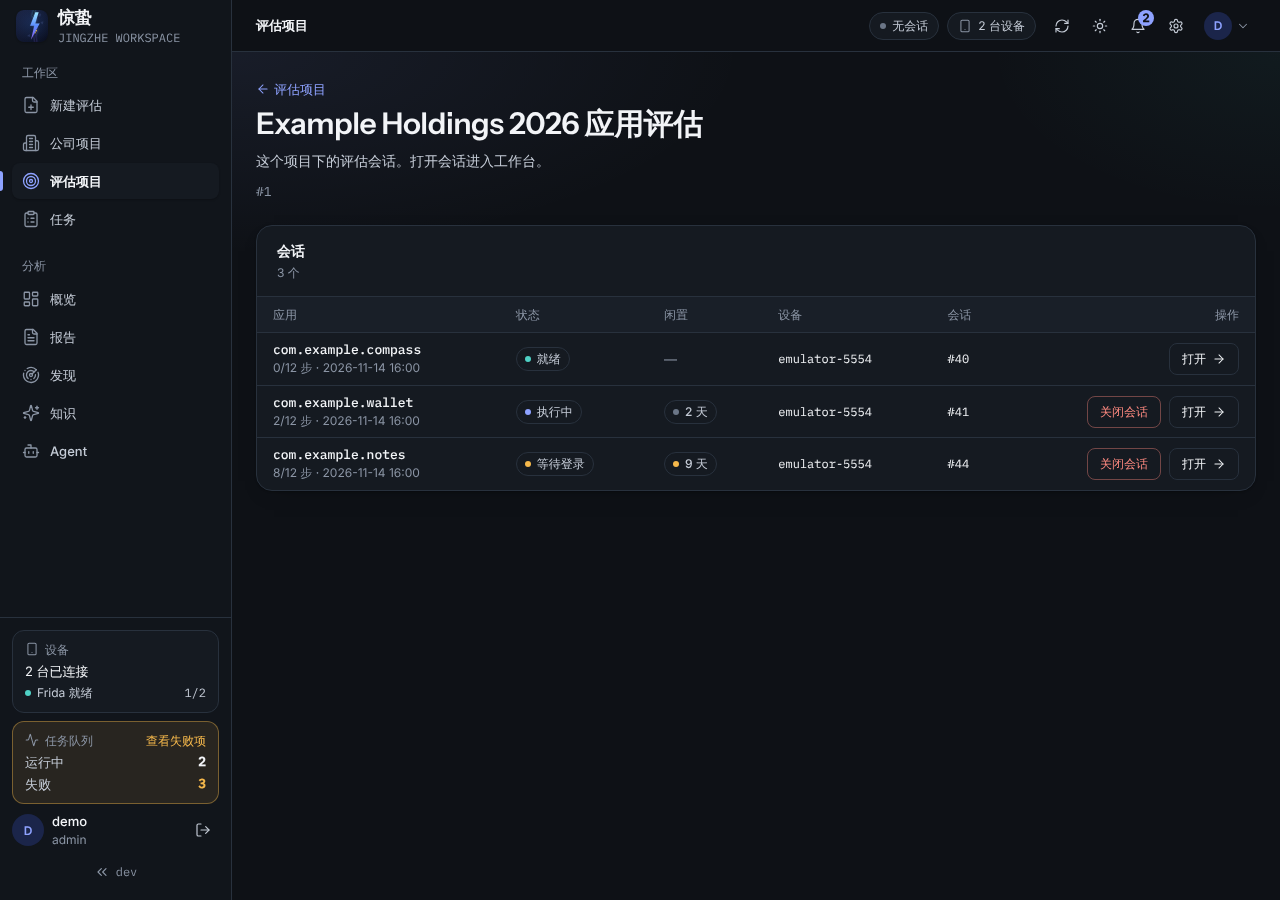 惊蛰
JINGZHE WORKSPACE
工作区
新建评估
公司项目
评估项目
任务
分析
概览
报告
发现
知识
Agent
设备
2 台已连接
Frida 就绪 1/2
任务队列 查看失败项
运行中 2
失败 3
D
demo
admin
dev
评估项目
无会话
2 台设备
2
D
评估项目
Example Holdings 2026 应用评估
这个项目下的评估会话。打开会话进入工作台。
#1
会话
3 个
应用 状态 闲置 设备 会话 操作
com.example.compass
0/12 步 · 2026-11-14 16:00
就绪 — emulator-5554 #40 打开
com.example.wallet
2/12 步 · 2026-11-14 16:00
执行中 2 天 emulator-5554 #41 关闭会话 打开
com.example.notes
8/12 步 · 2026-11-14 16:00
等待登录 9 天 emulator-5554 #44 关闭会话 打开